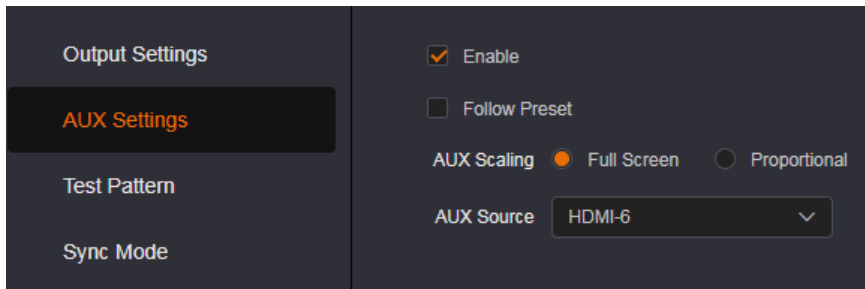 Output Settings
AUX Settings
Test Pattern
Sync Mode
Enable
Follow Preset
AUX Scaling Full Screen Proportional
AUX Source HDMI-6